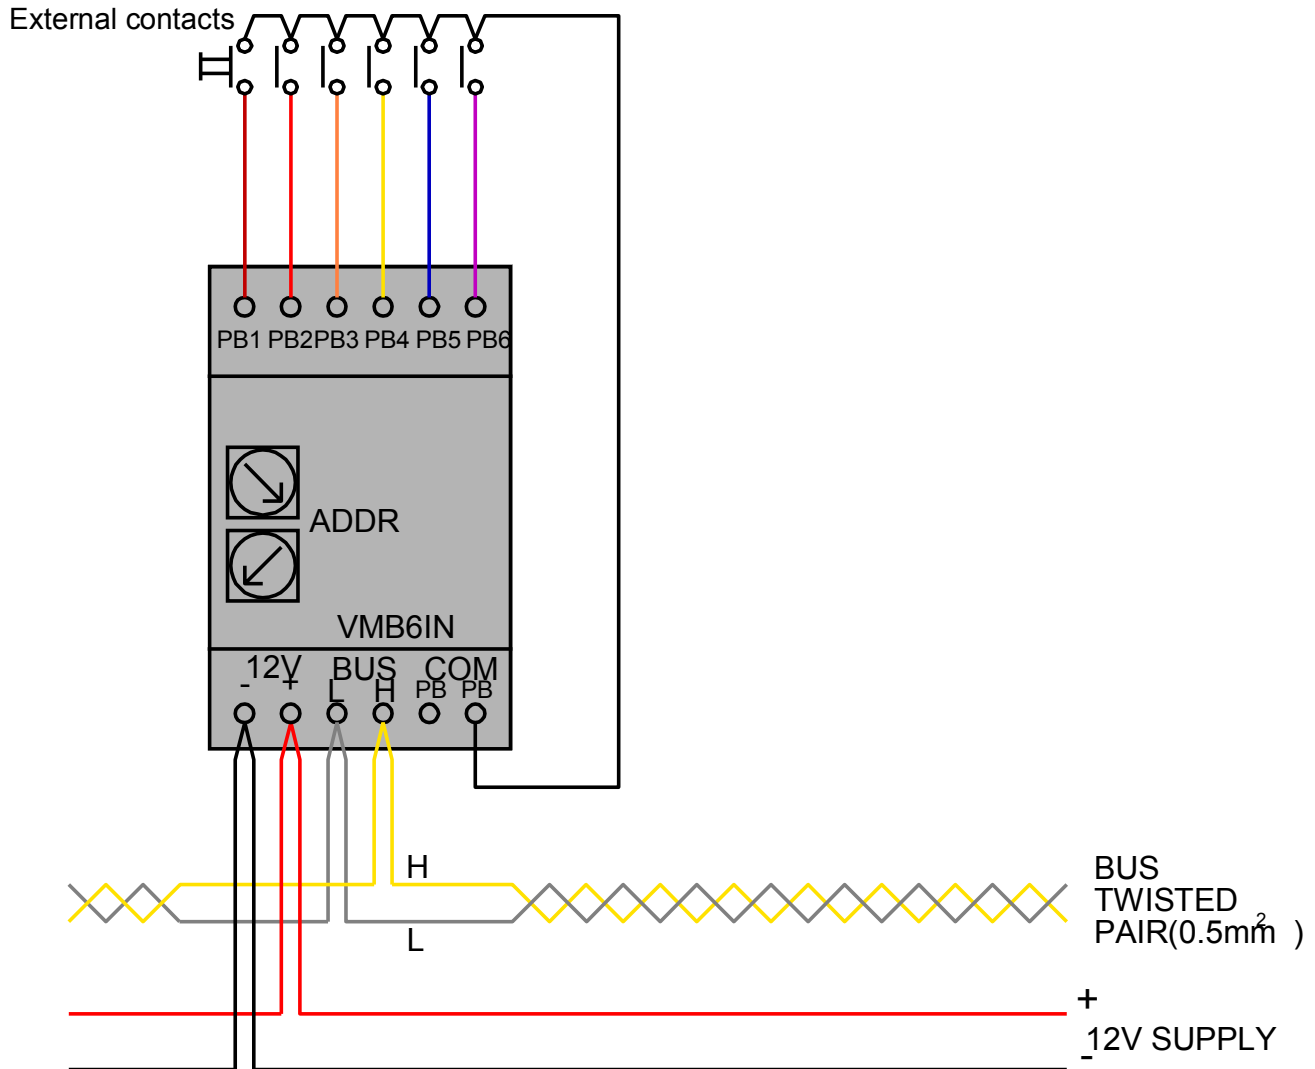 External contacts
PB1 PB2 PB3 PB4 PB5 PB6
ADDR
VMB6IN
12V BUS COM
- + L H PB PB
H
L
BUS
TWISTED
PAIR(0.5mm²)
+
12V SUPPLY
-